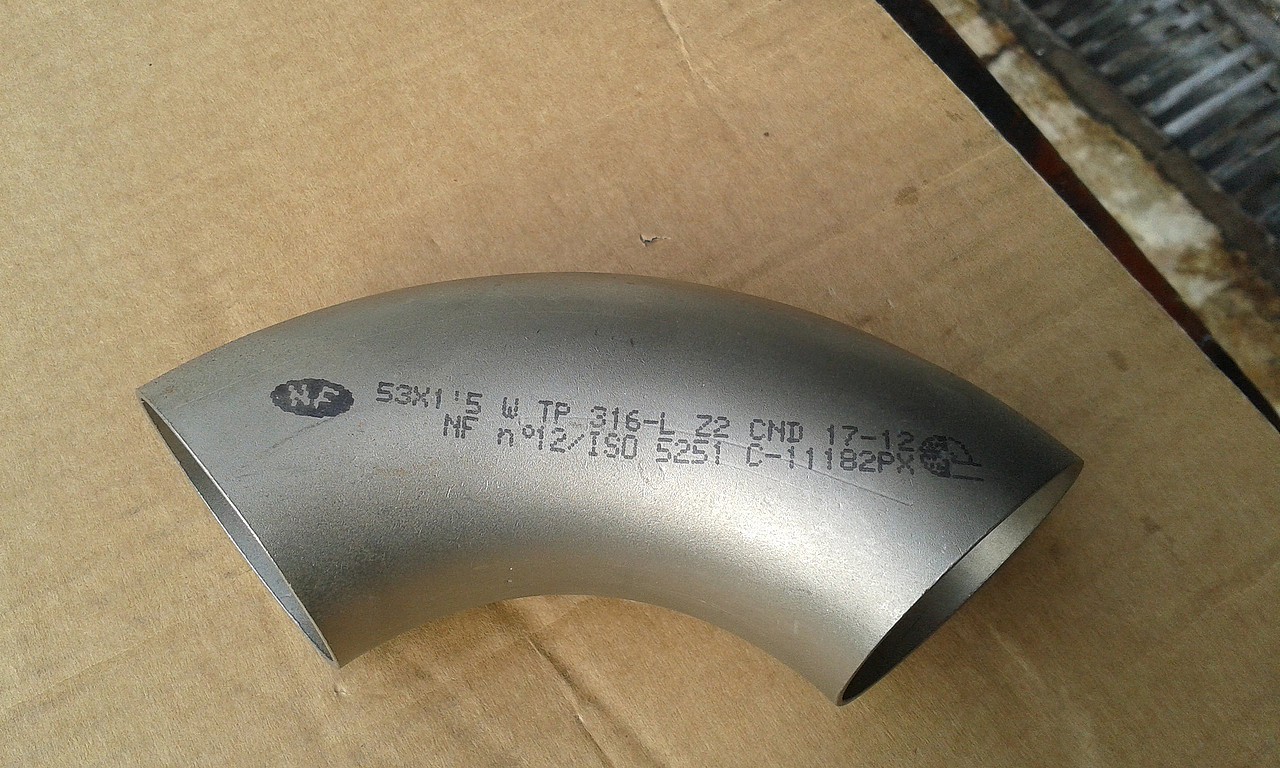 NF
53X1'5 W TP 316-L Z2 CND 17-12
NF n°12/ISO 5251 C-11182PX